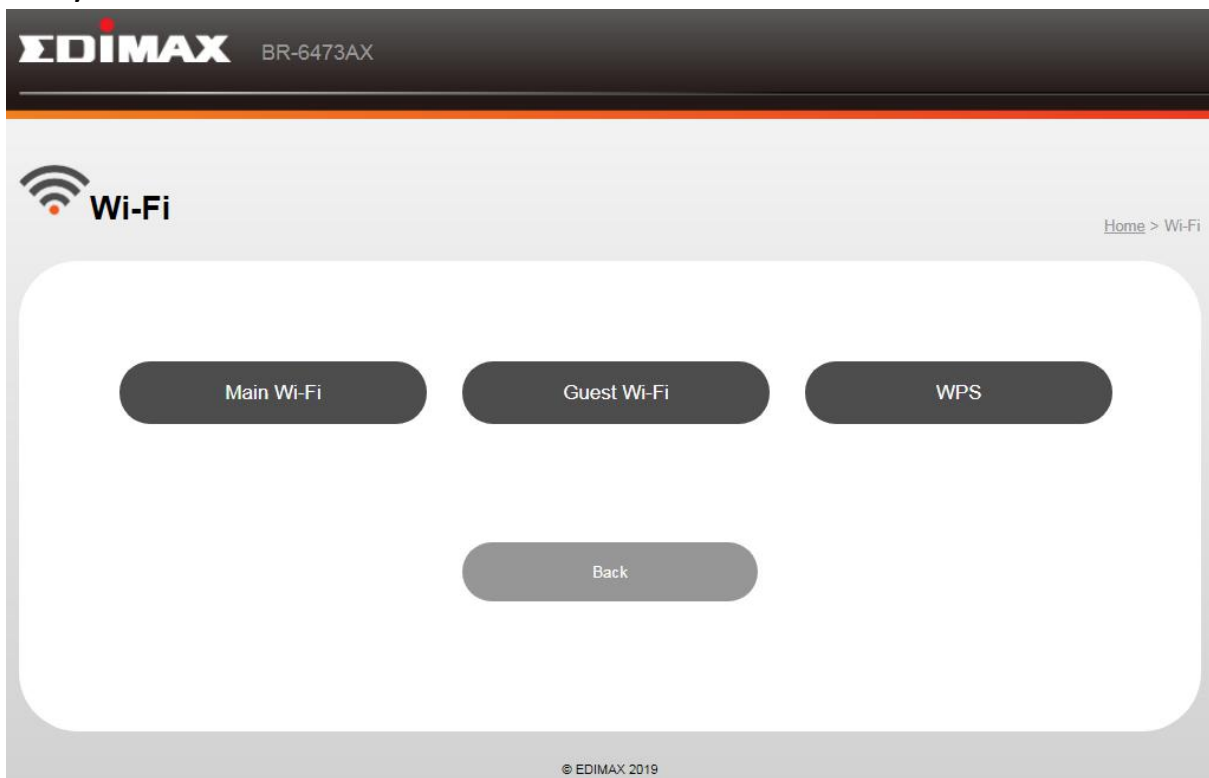 EDIMAX BR-6473AX
Wi-Fi
Home > Wi-Fi
Main Wi-Fi Guest Wi-Fi WPS
Back
© EDIMAX 2019